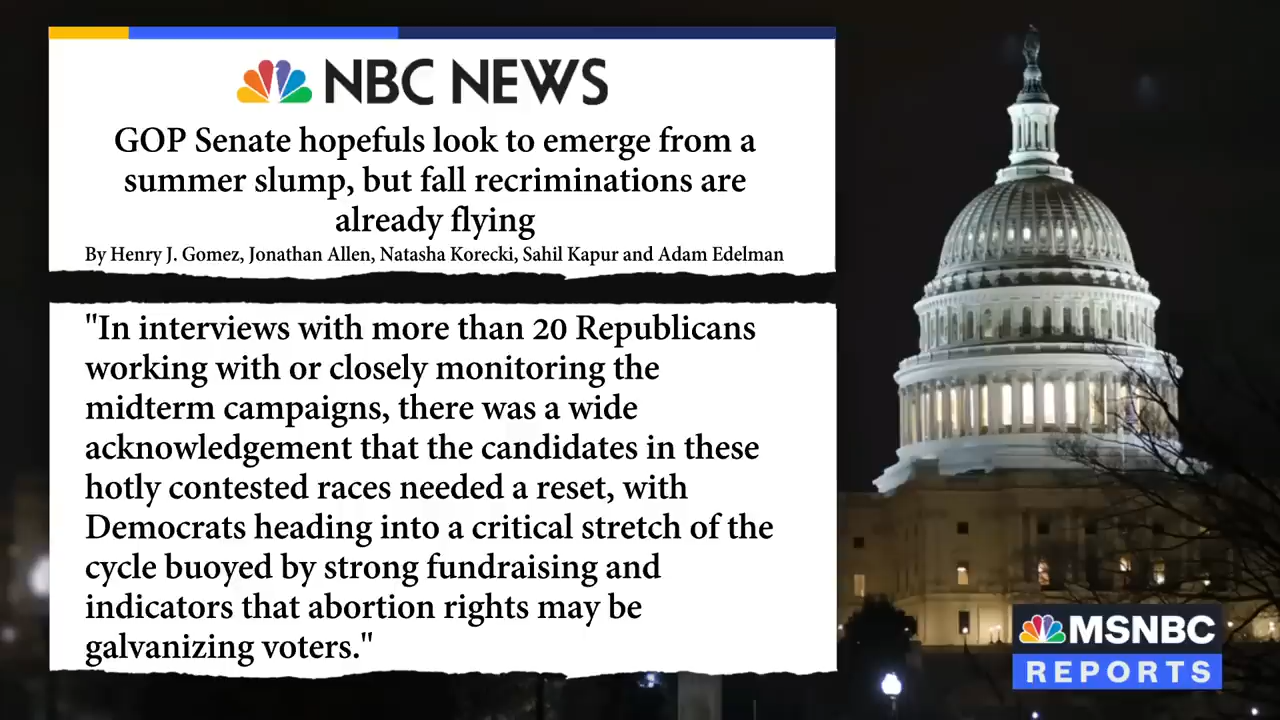 NBC NEWS
GOP Senate hopefuls look to emerge from a
summer slump, but fall recriminations are
already flying
By Henry J. Gomez, Jonathan Allen, Natasha Korecki, Sahil Kapur and Adam Edelman
"In interviews with more than 20 Republicans
working with or closely monitoring the
midterm campaigns, there was a wide
acknowledgement that the candidates in these
hotly contested races needed a reset, with
Democrats heading into a critical stretch of the
cycle buoyed by strong fundraising and
indicators that abortion rights may be
galvanizing voters."
MSNBC
REPORTS